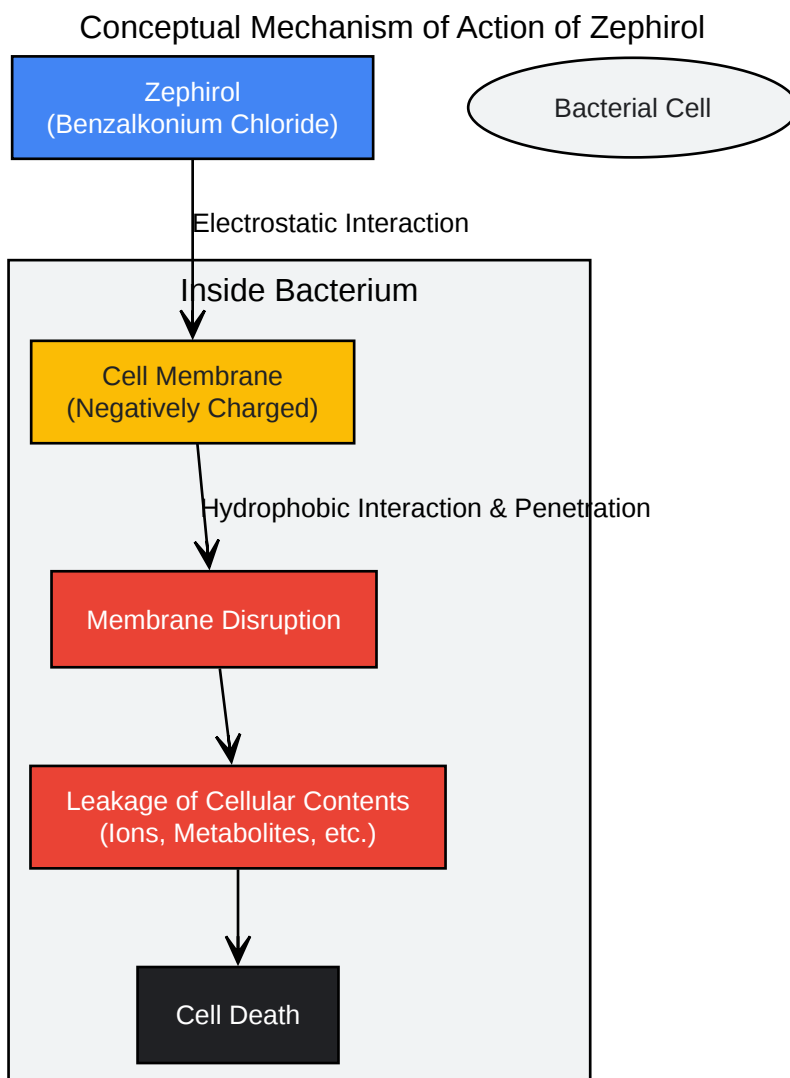 Conceptual Mechanism of Action of Zephirol
Zephirol
(Benzalkonium Chloride)
Bacterial Cell
Electrostatic Interaction
Inside Bacterium
Cell Membrane
(Negatively Charged)
Hydrophobic Interaction & Penetration
Membrane Disruption
Leakage of Cellular Contents
(Ions, Metabolites, etc.)
Cell Death